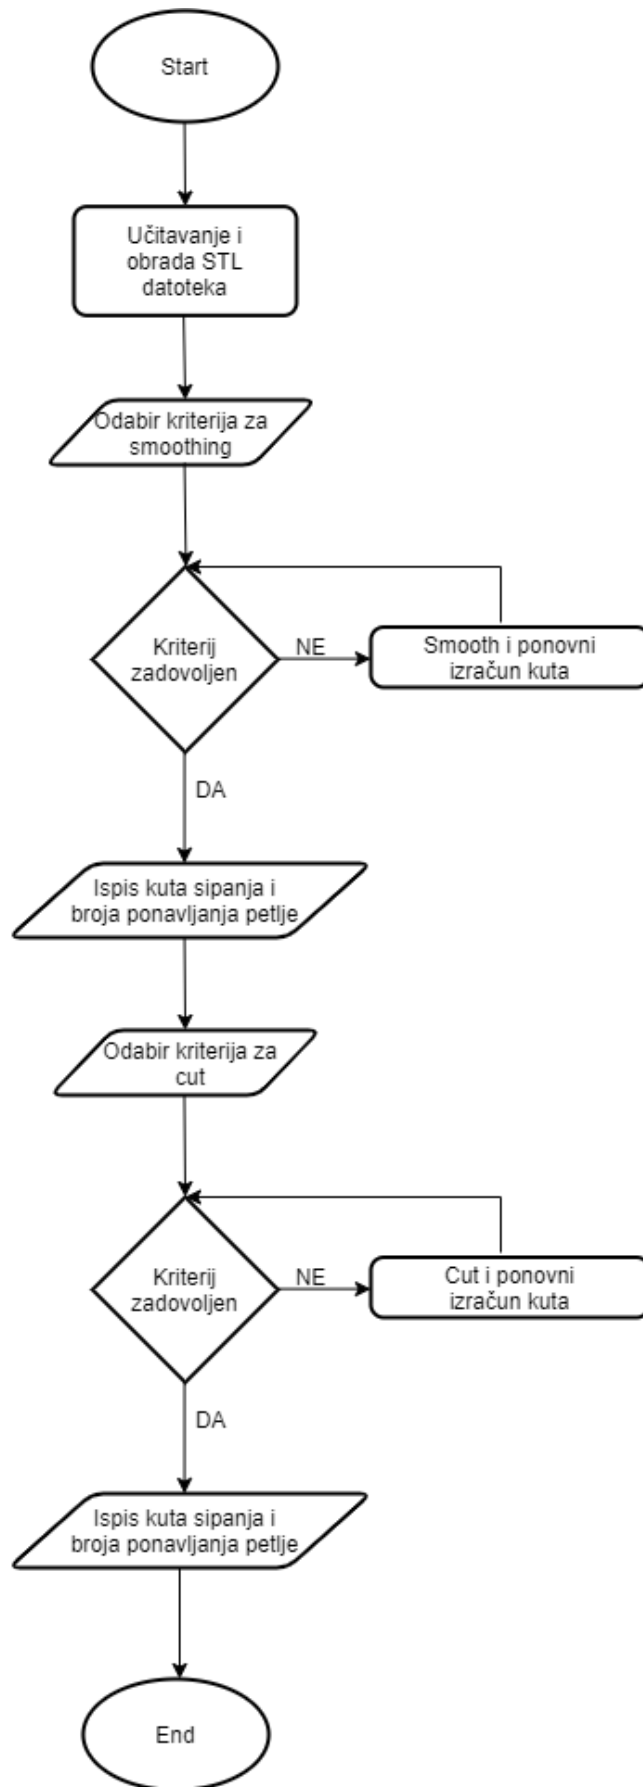 Start
Učitavanje i
obrada STL
datoteka
Odabir kriterija za
smoothing
Kriterij
zadovoljen
NE
Smooth i ponovni
izračun kuta
DA
Ispis kuta sipanja i
broja ponavljanja petlje
Odabir kriterija za
cut
Kriterij
zadovoljen
NE
Cut i ponovni
izračun kuta
DA
Ispis kuta sipanja i
broja ponavljanja petlje
End